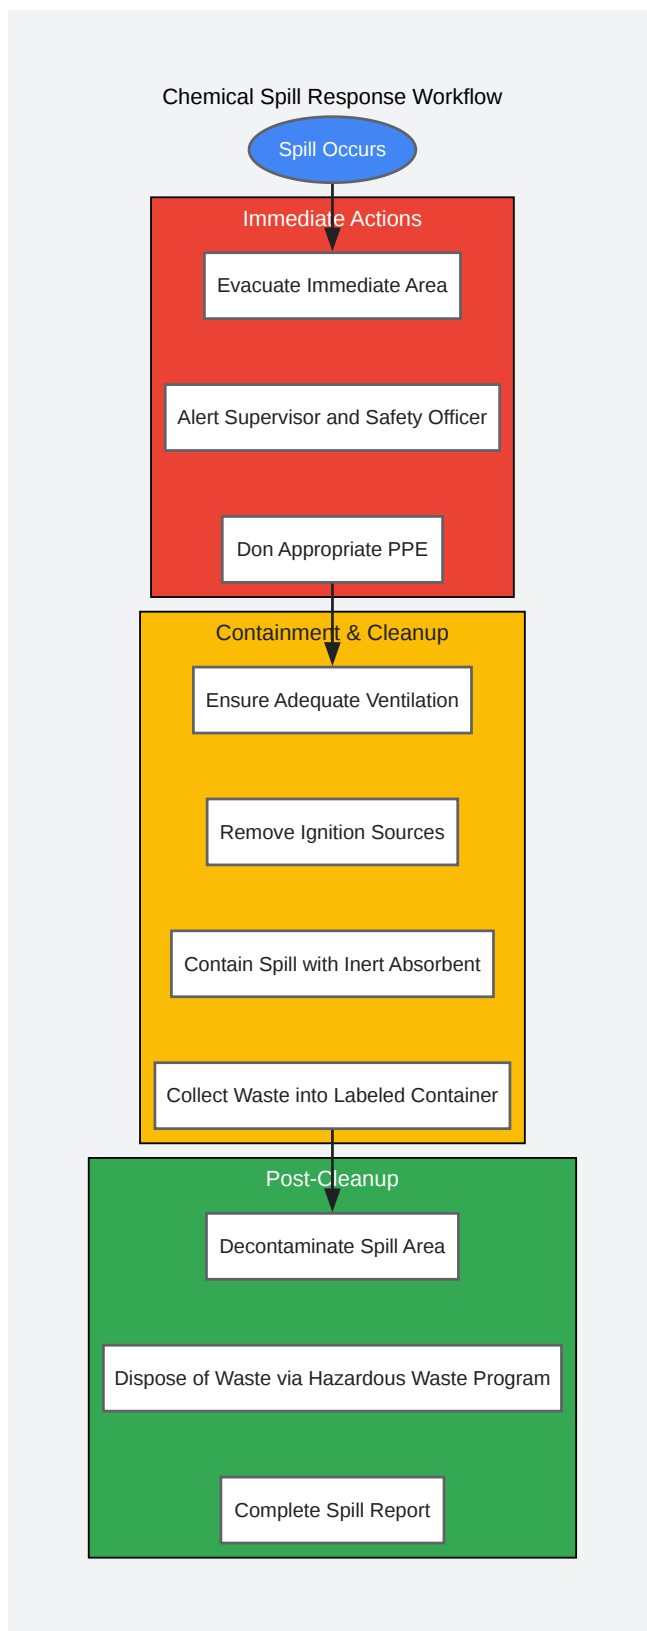 Chemical Spill Response Workflow
Spill Occurs
Immediate Actions
Evacuate Immediate Area
Alert Supervisor and Safety Officer
Don Appropriate PPE
Containment & Cleanup
Ensure Adequate Ventilation
Remove Ignition Sources
Contain Spill with Inert Absorbent
Collect Waste into Labeled Container
Post-Cleanup
Decontaminate Spill Area
Dispose of Waste via Hazardous Waste Program
Complete Spill Report